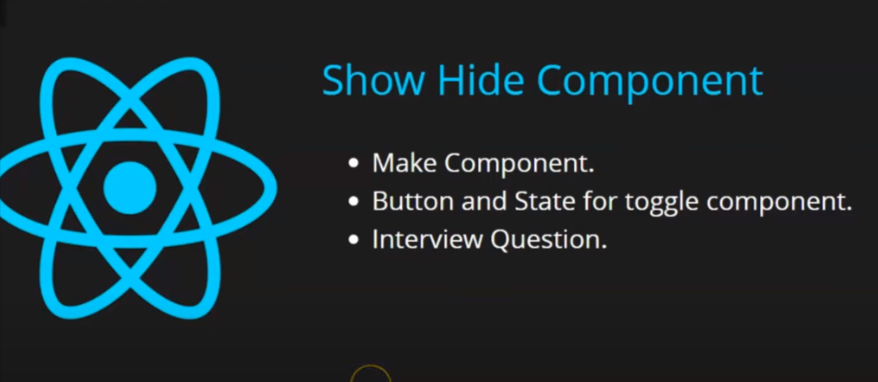 Show Hide Component
Make Component.
Button and State for toggle component.
Interview Question.